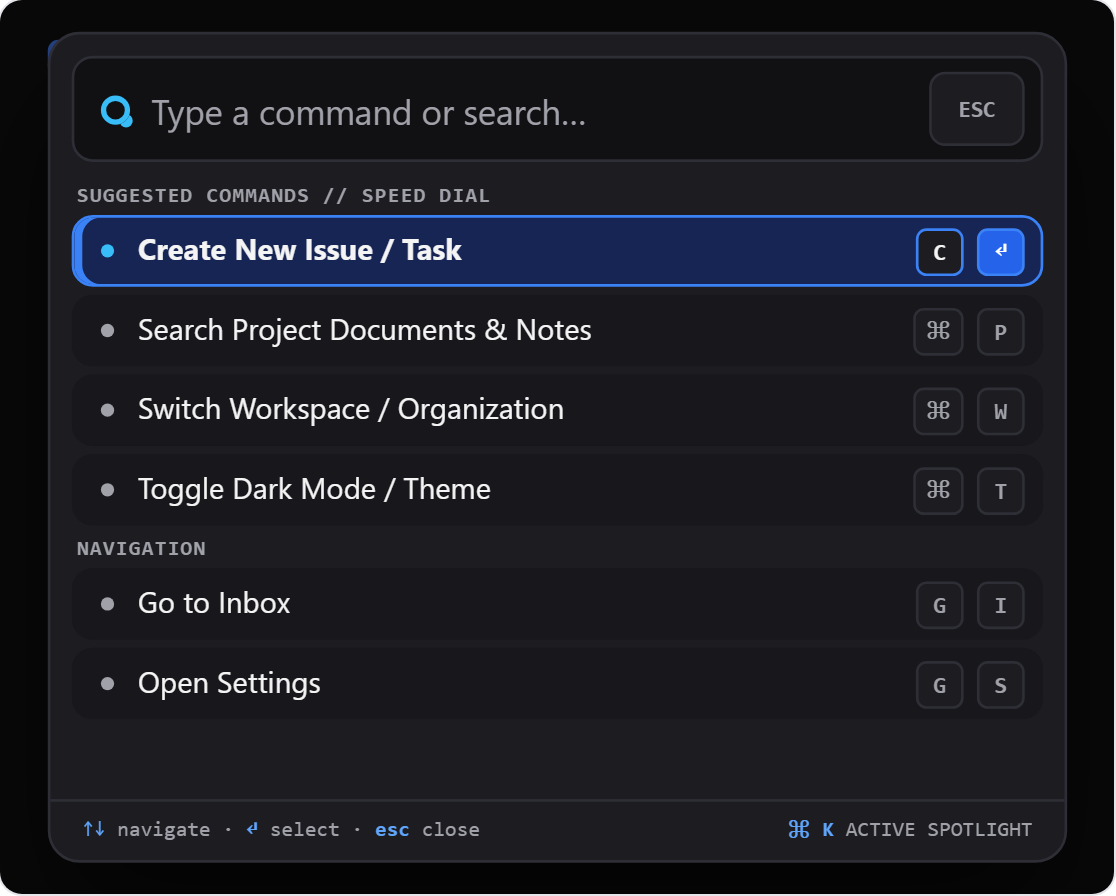 Type a command or search... ESC
SUGGESTED COMMANDS // SPEED DIAL
Create New Issue / Task C ↵
Search Project Documents & Notes ⌘ P
Switch Workspace / Organization ⌘ W
Toggle Dark Mode / Theme ⌘ T
NAVIGATION
Go to Inbox G I
Open Settings G S
↑↓ navigate · ↵ select · esc close ⌘ K ACTIVE SPOTLIGHT